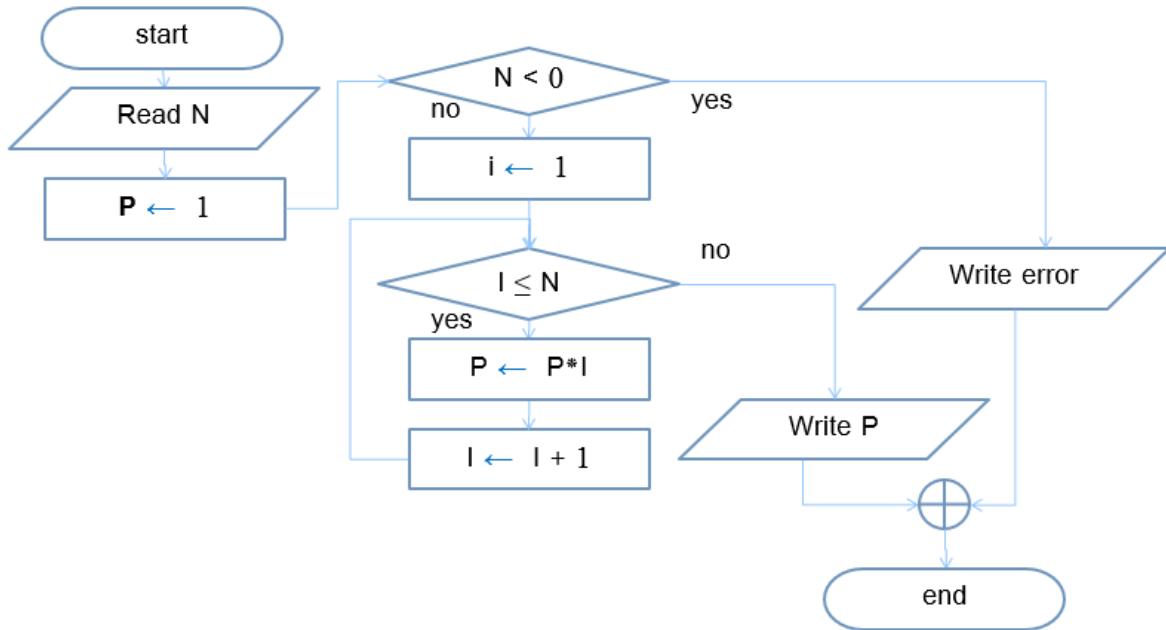 start
Read N
P ← 1
N < 0
no
yes
i ← 1
I ≤ N
no
yes
P ← P*I
I ← I + 1
Write P
Write error
end